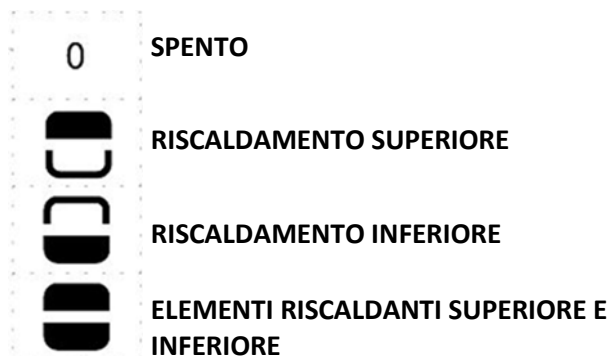 0 SPENTO
RISCALDAMENTO SUPERIORE
RISCALDAMENTO INFERIORE
ELEMENTI RISCALDANTI SUPERIORE E
INFERIORE